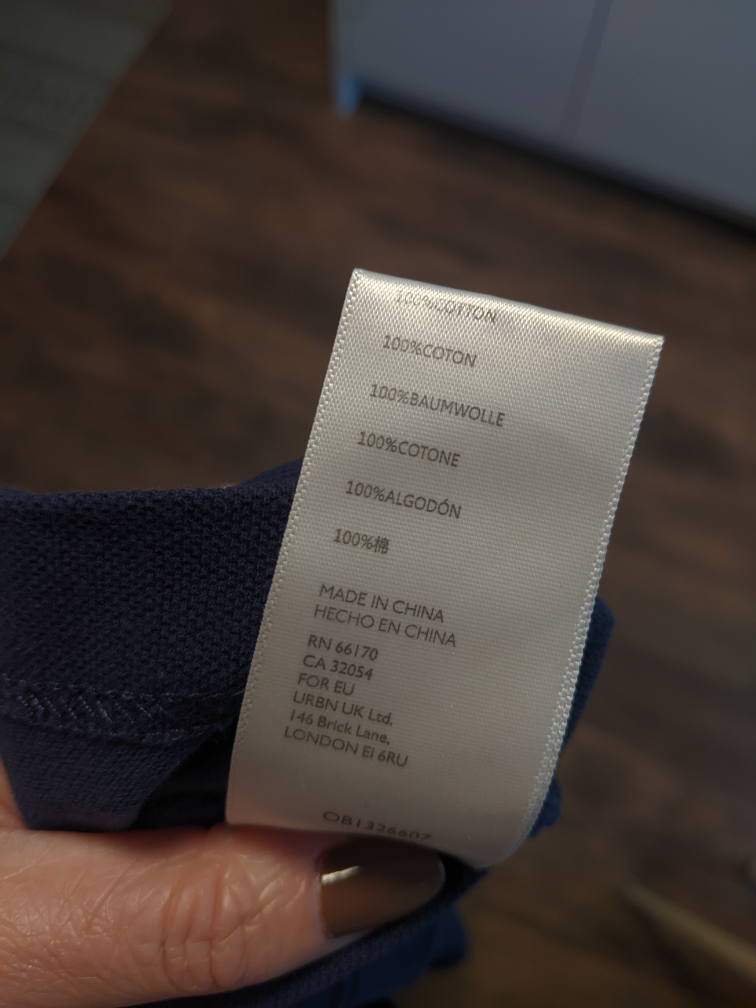 100%COTTON
100%COTON
100%BAUMWOLLE
100%COTONE
100%ALGODÓN
100%棉
MADE IN CHINA
HECHO EN CHINA
RN 66170
CA 32054
FOR EU
URBN UK Ltd.
146 Brick Lane,
LONDON E1 6RU
OB1326607